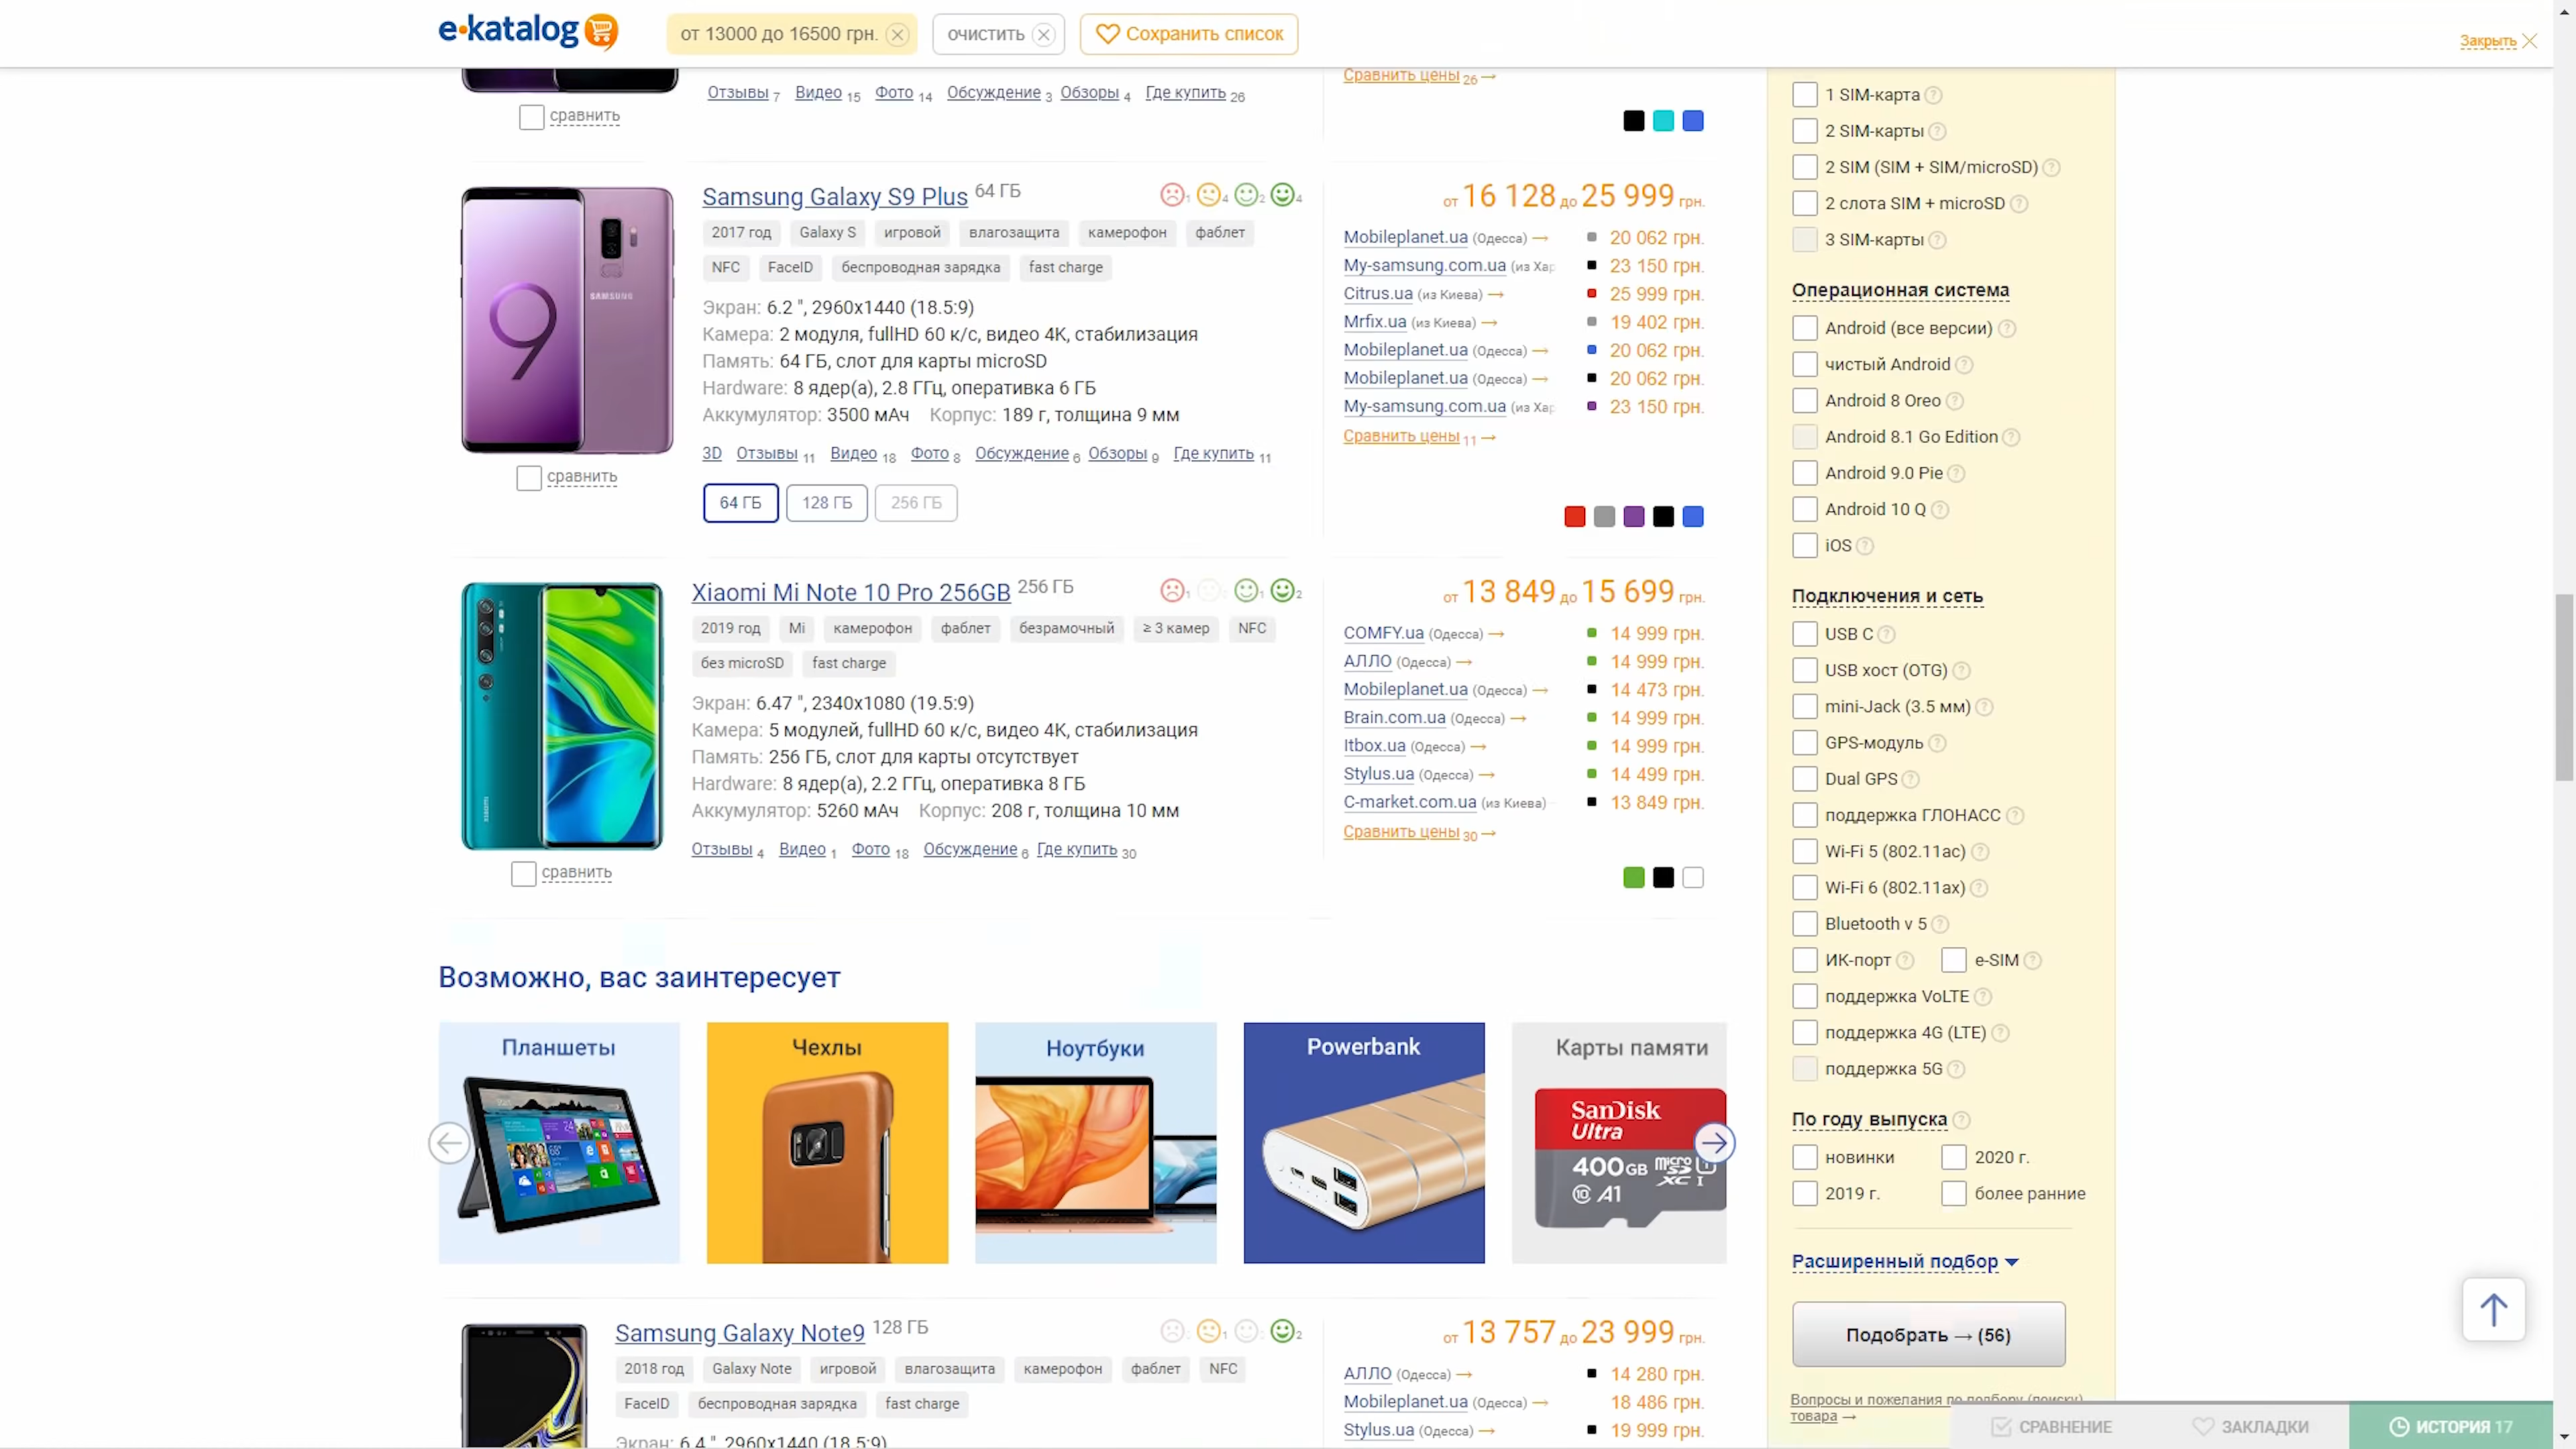 e-katalog
от 13000 до 16500 грн.
очистить
Сохранить список
Закрыть
сравнить
Отзывы 7 Видео 15 Фото 14 Обсуждение 3 Обзоры 4 Где купить 26
Сравнить цены 26 →
Samsung Galaxy S9 Plus 64 ГБ
1 4 2 4
2017 год Galaxy S игровой влагозащита камерофон фаблет
NFC FaceID беспроводная зарядка fast charge
Экран: 6.2 ", 2960x1440 (18.5:9)
Камера: 2 модуля, fullHD 60 к/с, видео 4K, стабилизация
Память: 64 ГБ, слот для карты microSD
Hardware: 8 ядер(а), 2.8 ГГц, оперативка 6 ГБ
Аккумулятор: 3500 мАч Корпус: 189 г, толщина 9 мм
3D Отзывы 11 Видео 18 Фото 8 Обсуждение 6 Обзоры 9 Где купить 11
64 ГБ 128 ГБ 256 ГБ
9
SAMSUNG
сравнить
от 16 128 до 25 999 грн.
Mobileplanet.ua (Одесса) → 20 062 грн.
My-samsung.com.ua (из Хар 23 150 грн.
Citrus.ua (из Киева) → 25 999 грн.
Mrfix.ua (из Киева) → 19 402 грн.
Mobileplanet.ua (Одесса) → 20 062 грн.
Mobileplanet.ua (Одесса) → 20 062 грн.
My-samsung.com.ua (из Хар 23 150 грн.
Сравнить цены 11 →
Xiaomi Mi Note 10 Pro 256GB 256 ГБ
1 1 2
2019 год Mi камерофон фаблет безрамочный ≥ 3 камер NFC
без microSD fast charge
Экран: 6.47 ", 2340x1080 (19.5:9)
Камера: 5 модулей, fullHD 60 к/с, видео 4K, стабилизация
Память: 256 ГБ, слот для карты отсутствует
Hardware: 8 ядер(а), 2.2 ГГц, оперативка 8 ГБ
Аккумулятор: 5260 мАч Корпус: 208 г, толщина 10 мм
Отзывы 4 Видео 1 Фото 18 Обсуждение 6 Где купить 30
сравнить
от 13 849 до 15 699 грн.
COMFY.ua (Одесса) → 14 999 грн.
АЛЛО (Одесса) → 14 999 грн.
Mobileplanet.ua (Одесса) → 14 473 грн.
Brain.com.ua (Одесса) → 14 999 грн.
Itbox.ua (Одесса) → 14 999 грн.
Stylus.ua (Одесса) → 14 499 грн.
C-market.com.ua (из Киева) 13 849 грн.
Сравнить цены 30 →
Возможно, вас заинтересует
Планшеты
Чехлы
Ноутбуки
Powerbank
Карты памяти
SanDisk
Ultra
400GB micro SD XC I
10 A1
Samsung Galaxy Note9 128 ГБ
1 2
2018 год Galaxy Note игровой влагозащита камерофон фаблет NFC
FaceID беспроводная зарядка fast charge
Экран: 6.4 ", 2960x1440 (18.5:9)
от 13 757 до 23 999 грн.
АЛЛО (Одесса) → 14 280 грн.
Mobileplanet.ua (Одесса) → 18 486 грн.
Stylus.ua (Одесса) → 19 999 грн.
1 SIM-карта
2 SIM-карты
2 SIM (SIM + SIM/microSD)
2 слота SIM + microSD
3 SIM-карты
Операционная система
Android (все версии)
чистый Android
Android 8 Oreo
Android 8.1 Go Edition
Android 9.0 Pie
Android 10 Q
iOS
Подключения и сеть
USB C
USB хост (OTG)
mini-Jack (3.5 мм)
GPS-модуль
Dual GPS
поддержка ГЛОНАСС
Wi-Fi 5 (802.11ac)
Wi-Fi 6 (802.11ax)
Bluetooth v 5
ИК-порт e-SIM
поддержка VoLTE
поддержка 4G (LTE)
поддержка 5G
По году выпуска
новинки 2020 г.
2019 г. более ранние
Расширенный подбор
Подобрать → (56)
Вопросы и пожелания по подбору (поиску)
товара →
СРАВНЕНИЕ ЗАКЛАДКИ ИСТОРИЯ 17